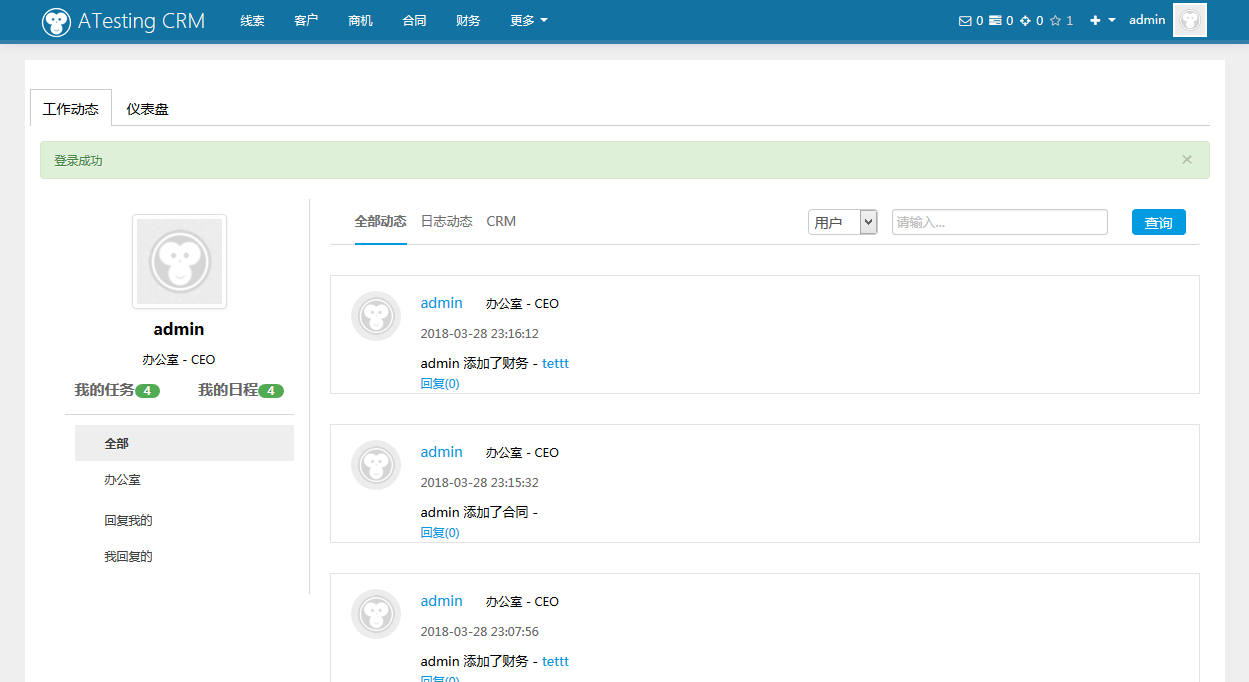 ATesting CRM 线索 客户 商机 合同 财务 更多 0 0 0 1 admin
工作动态 仪表盘
登录成功 ×
全部动态 日志动态 CRM 用户 请输入... 查询
admin
办公室 - CEO
我的任务 4 我的日程 4
全部
办公室
回复我的
我回复的
admin 办公室 - CEO
2018-03-28 23:16:12
admin 添加了财务 - tettt
回复(0)
admin 办公室 - CEO
2018-03-28 23:15:32
admin 添加了合同 -
回复(0)
admin 办公室 - CEO
2018-03-28 23:07:56
admin 添加了财务 - tettt
回复(0)